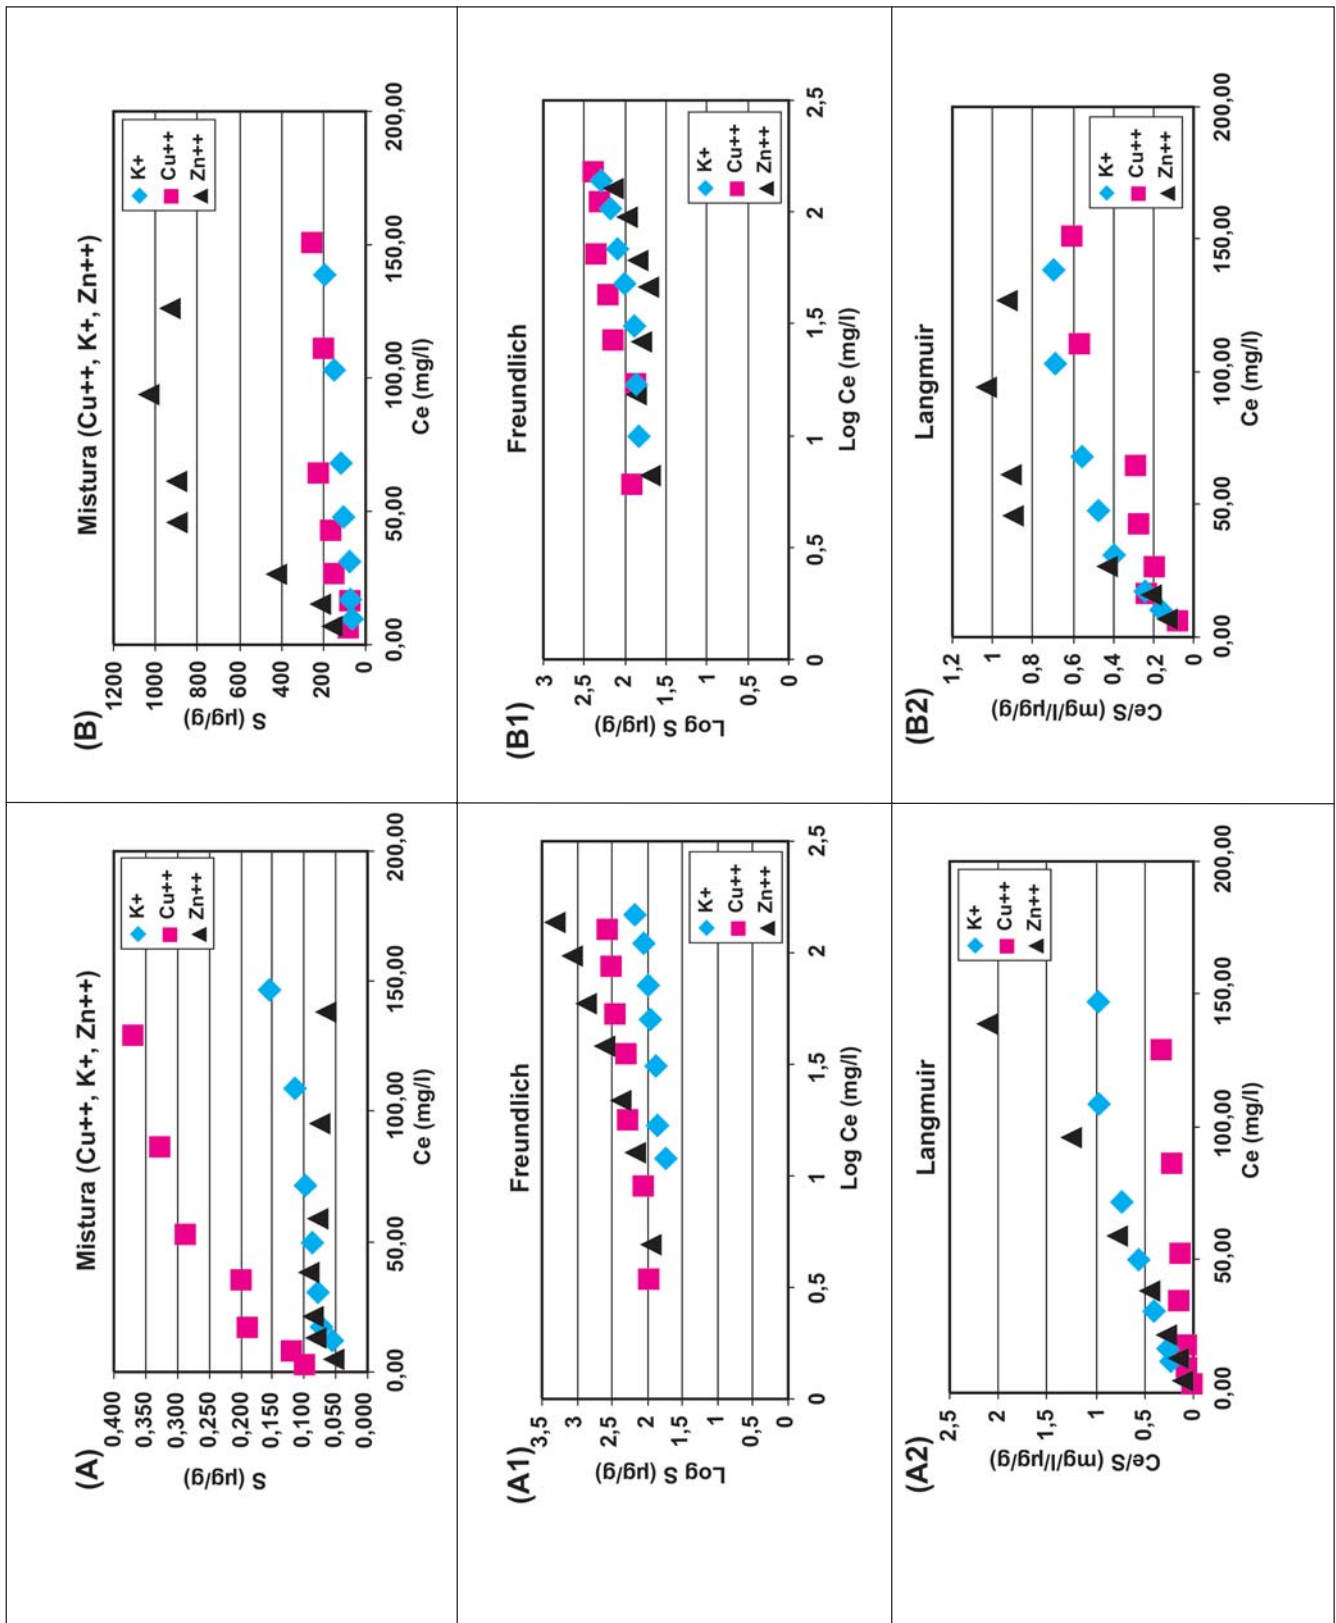 (A)
Mistura (Cu++, K+, Zn++)
S (µg/g)
0,400
0,350
0,300
0,250
0,200
0,150
0,100
0,050
0,000
0,00
50,00
100,00
150,00
200,00
Ce (mg/l)
K+
Cu++
Zn++
(B)
Mistura (Cu++, K+, Zn++)
S (µg/g)
1200
1000
800
600
400
200
0
0,00
50,00
100,00
150,00
200,00
Ce (mg/l)
K+
Cu++
Zn++
(A1)
Freundlich
Log S (µg/g)
3,5
3
2,5
2
1,5
1
0,5
0
0
0,5
1
1,5
2
2,5
Log Ce (mg/l)
K+
Cu++
Zn++
(B1)
Freundlich
Log S (µg/g)
3
2,5
2
1,5
1
0,5
0
0
0,5
1
1,5
2
2,5
Log Ce (mg/l)
K+
Cu++
Zn++
(A2)
Langmuir
Ce/S (mg/l/µg/g)
2,5
2
1,5
1
0,5
0
0,00
50,00
100,00
150,00
200,00
Ce (mg/l)
K+
Cu++
Zn++
(B2)
Langmuir
Ce/S (mg/l/µg/g)
1,2
1
0,8
0,6
0,4
0,2
0
0,00
50,00
100,00
150,00
200,00
Ce (mg/l)
K+
Cu++
Zn++